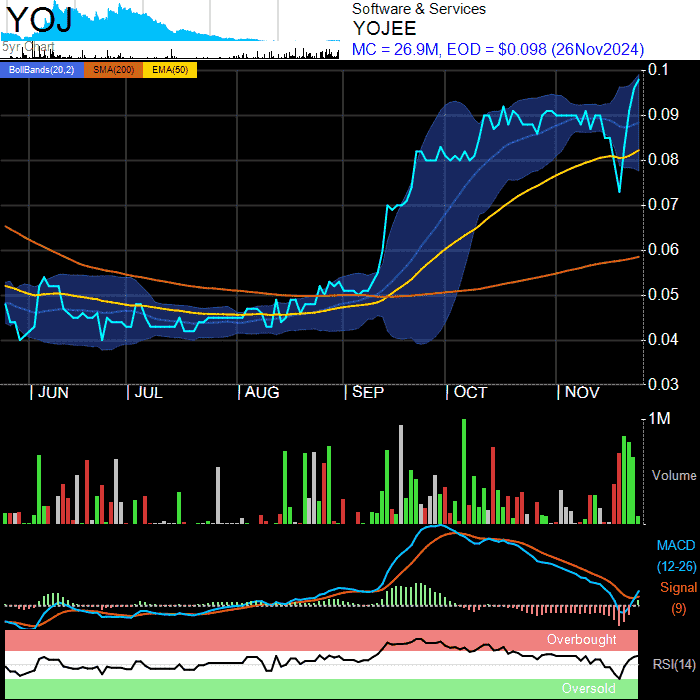 YOJ
Software & Services
YOJEE
MC = 26.9M, EOD = $0.098 (26Nov2024)
5yr Chart
BollBands(20,2) SMA(200) EMA(50)
0.1
0.09
0.08
0.07
0.06
0.05
0.04
0.03
JUN JUL AUG SEP OCT NOV
1M
Volume
MACD
(12-26)
Signal
(9)
Overbought
RSI(14)
Oversold